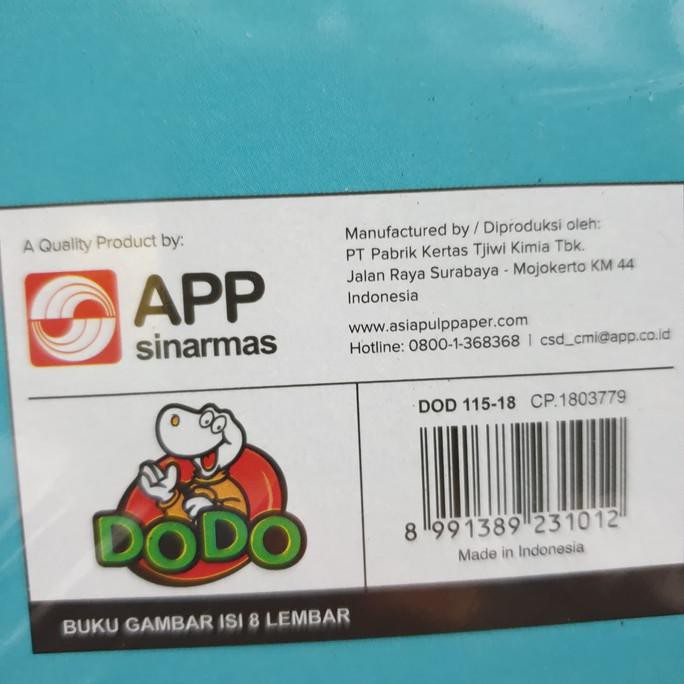 A Quality Product by:
APP
sinarmas
Manufactured by / Diproduksi oleh:
PT Pabrik Kertas Tjiwi Kimia Tbk.
Jalan Raya Surabaya - Mojokerto KM 44
Indonesia
www.asiapulppaper.com
Hotline: 0800-1-368368 | csd_cmi@app.co.id
DODO
DOD 115-18 CP.1803779
8 991389 231012
Made in Indonesia
BUKU GAMBAR ISI 8 LEMBAR